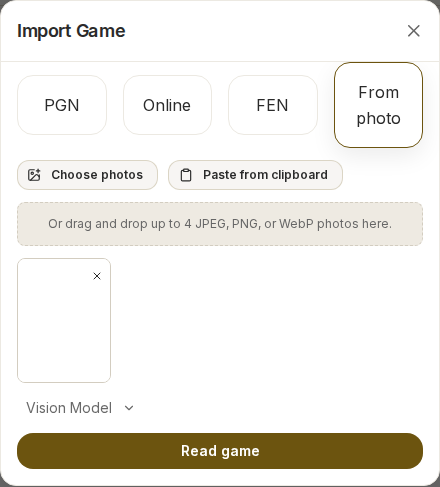 Import Game
PGN
Online
FEN
From
photo
Choose photos
Paste from clipboard
Or drag and drop up to 4 JPEG, PNG, or WebP photos here.
Vision Model
Read game